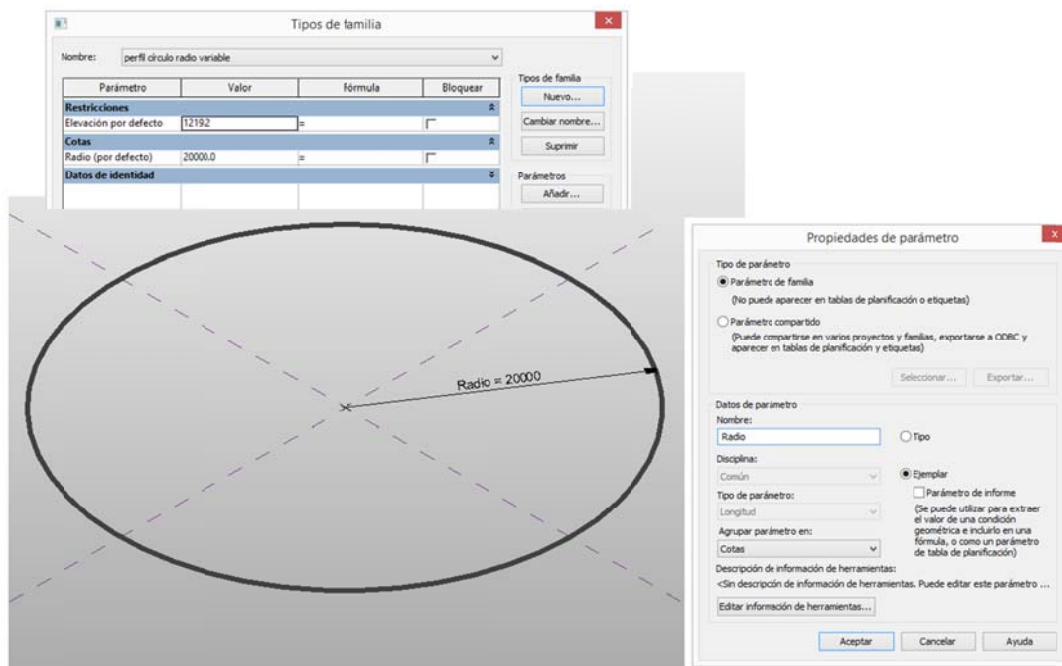 Tipos de familia
Nombre: perfil círculo radio variable
Parámetro Valor fórmula Bloquear
Restricciones
Elevación por defecto 12192 =
Cotas
Radio (por defecto) 20000.0 =
Datos de identidad
Tipos de familia
Nuevo...
Cambiar nombre...
Suprimir
Parámetros
Añadir...
Radio = 20000
Propiedades de parámetro
Tipo de parámetro
Parámetro de familia
(No puede aparecer en tablas de planificación o etiquetas)
Parámetro compartido
(Puede compartirse en varios proyectos y familias, exportarse a ODBC y
aparecer en tablas de planificación y etiquetas)
Seleccionar... Exportar...
Datos de parámetro
Nombre:
Radio
Tipo
Disciplina:
Común
Ejemplar
Parámetro de informe
(Se puede utilizar para extraer
el valor de una condición
geométrica e incluirlo en una
fórmula, o como un parámetro
de tabla de planificación)
Tipo de parámetro:
Longitud
Agrupar parámetro en:
Cotas
Descripción de información de herramientas:
<Sin descripción de información de herramientas. Puede editar este parámetro ...
Editar información de herramientas...
Aceptar Cancelar Ayuda